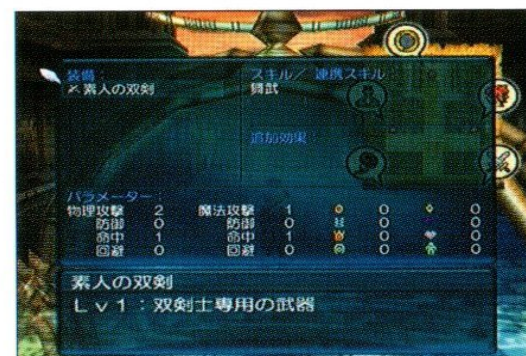 装備： スキル／連携スキル
素人の双剣 舞武
追加効果：
パラメーター：
物理攻撃 2 魔法攻撃 1 0 0
防御 0 防御 0 0 0
命中 1 命中 1 0 0
回避 0 回避 0 0 0
素人の双剣
Lv1：双剣士専用の武器